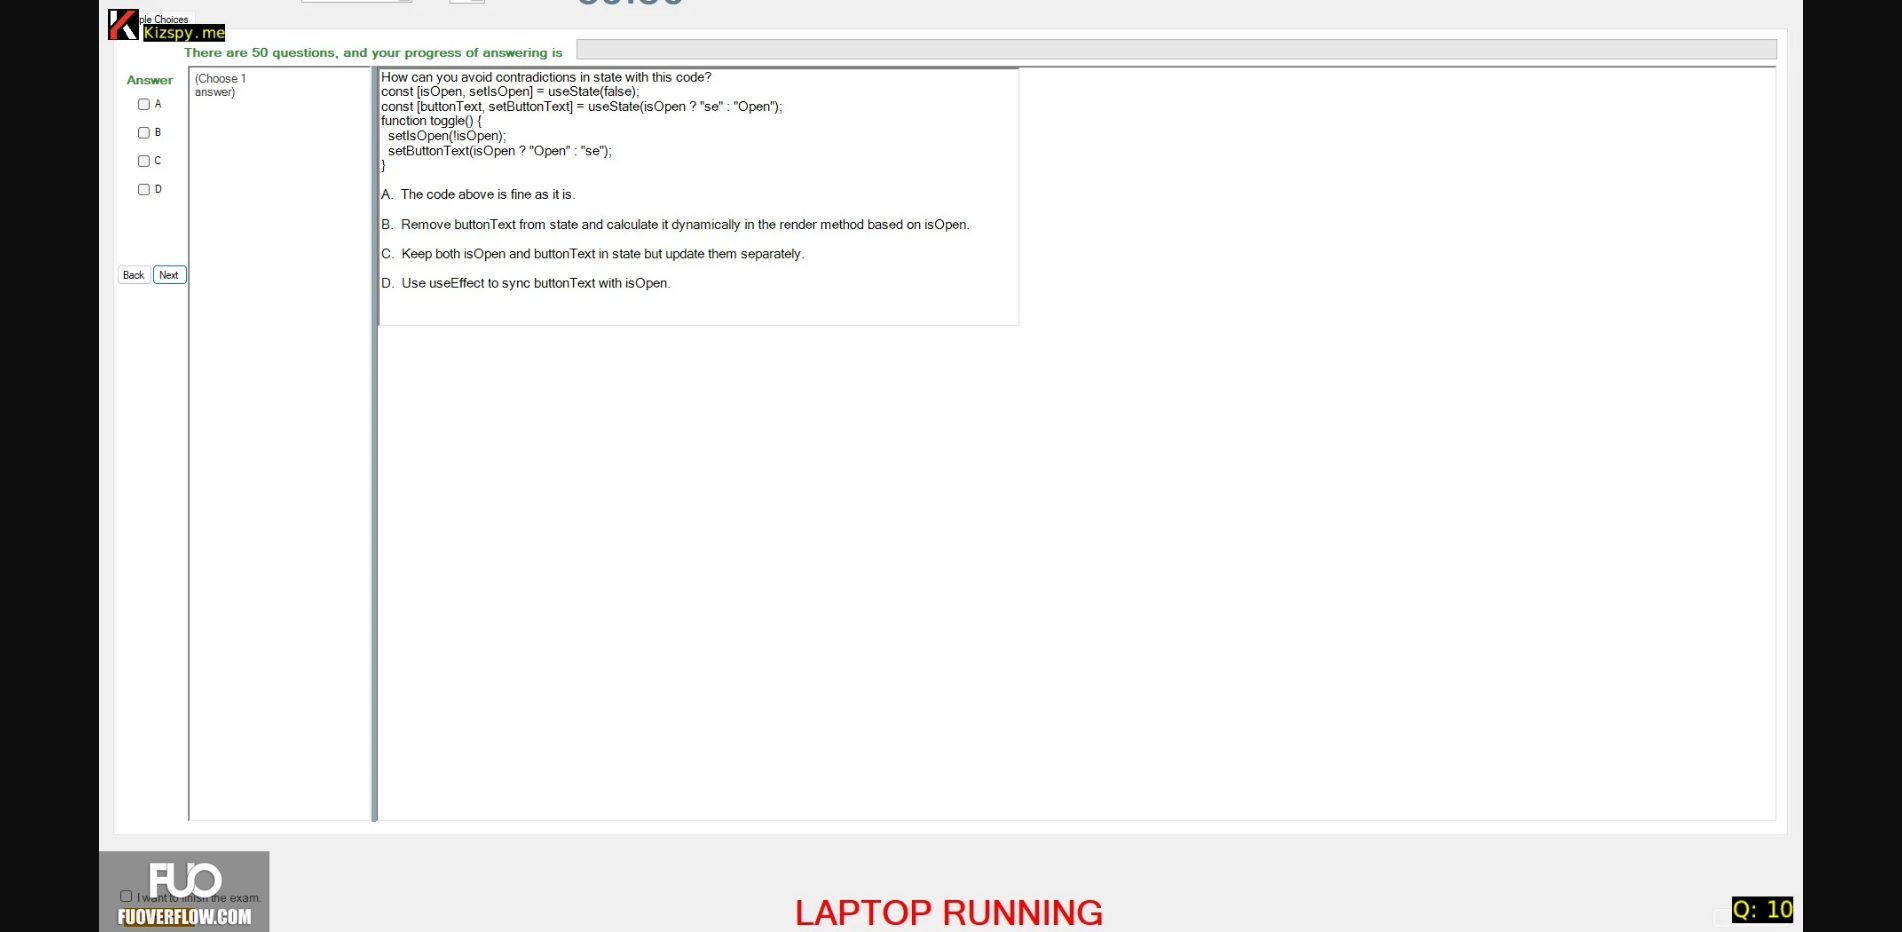 ple Choices
Kizspy.me
There are 50 questions, and your progress of answering is
Answer
A
B
C
D
Back Next
(Choose 1
answer)
How can you avoid contradictions in state with this code?
const [isOpen, setIsOpen] = useState(false);
const [buttonText, setButtonText] = useState(isOpen ? "se" : "Open");
function toggle() {
setIsOpen(!isOpen);
setButtonText(isOpen ? "Open" : "se");
}
A. The code above is fine as it is.
B. Remove buttonText from state and calculate it dynamically in the render method based on isOpen.
C. Keep both isOpen and buttonText in state but update them separately.
D. Use useEffect to sync buttonText with isOpen.
FUO
I want to finish the exam.
FUOVERFLOW.COM
LAPTOP RUNNING
Q: 10